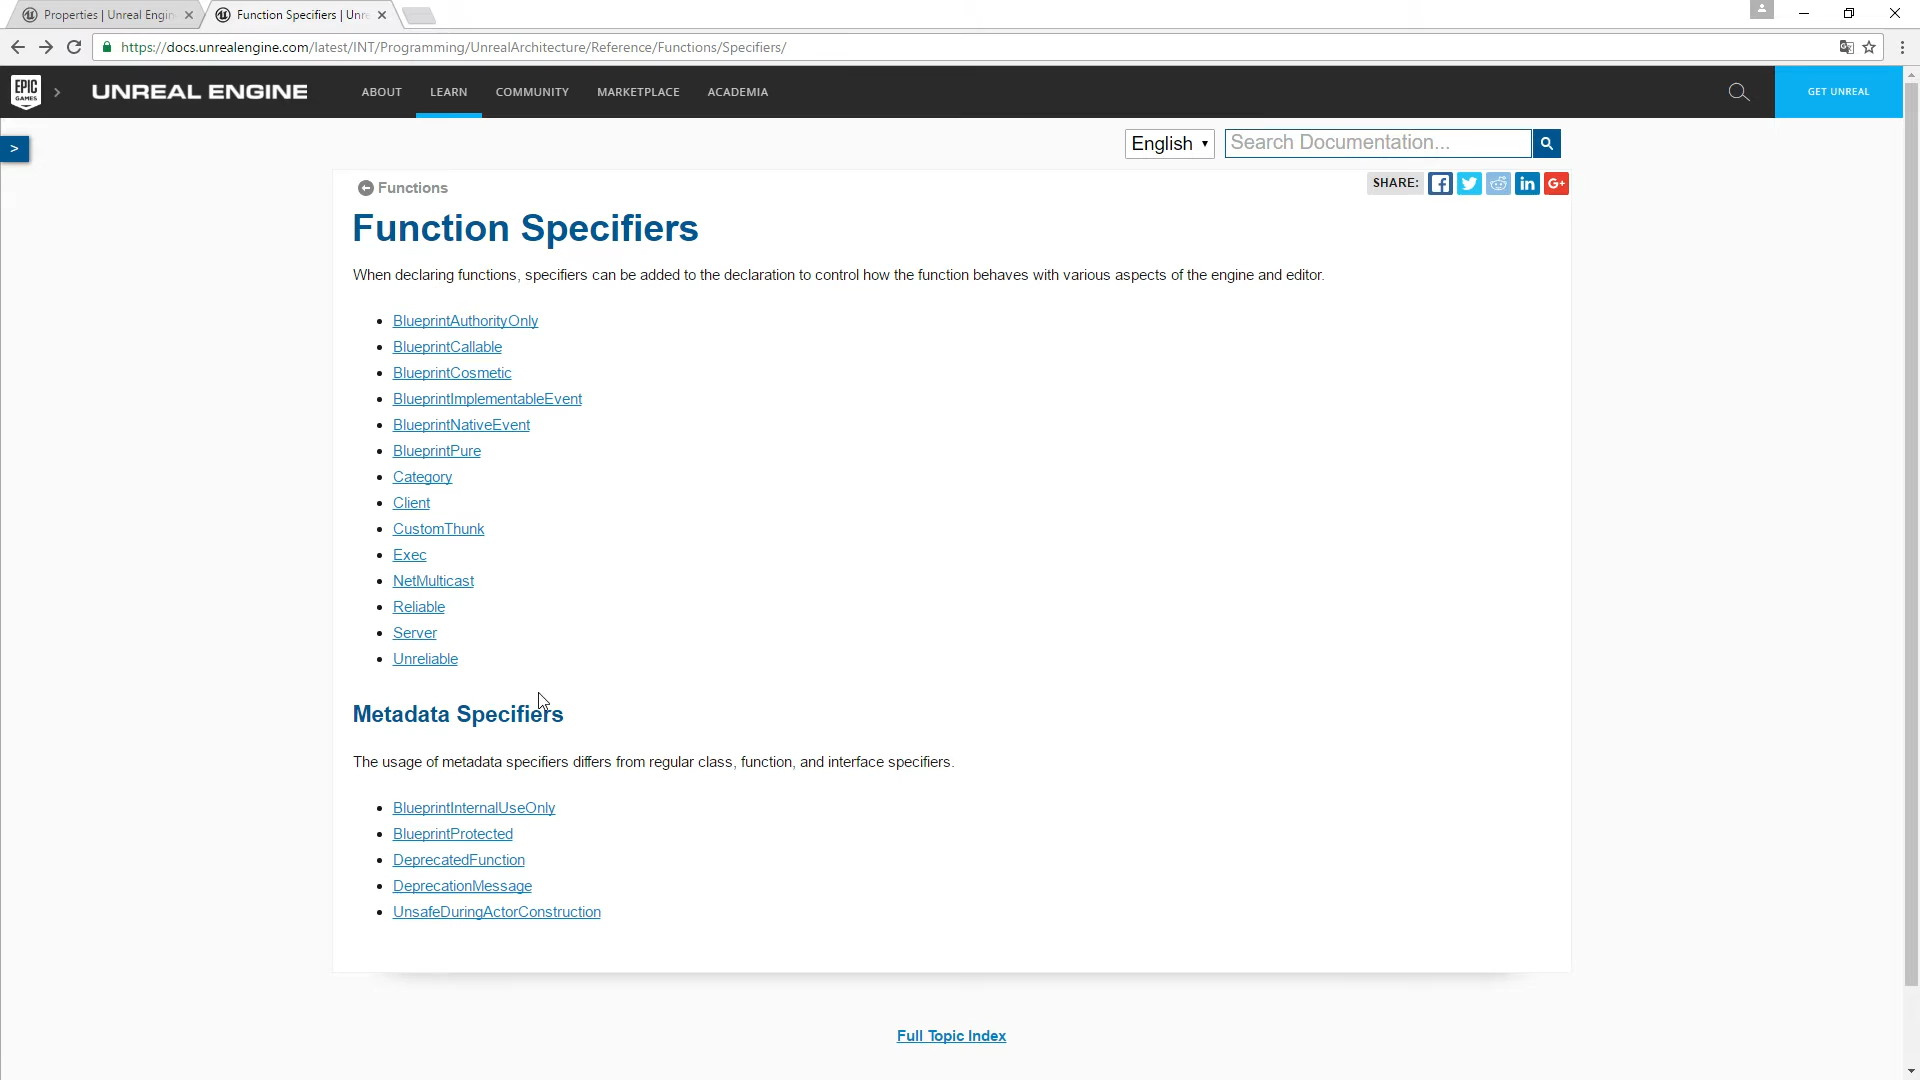 Properties | Unreal Engin
Function Specifiers | Unre
https://docs.unrealengine.com/latest/INT/Programming/UnrealArchitecture/Reference/Functions/Specifiers/
EPIC GAMES
UNREAL ENGINE
ABOUT
LEARN
COMMUNITY
MARKETPLACE
ACADEMIA
GET UNREAL
>
English
Search Documentation...
Functions
SHARE:
Function Specifiers
When declaring functions, specifiers can be added to the declaration to control how the function behaves with various aspects of the engine and editor.
BlueprintAuthorityOnly
BlueprintCallable
BlueprintCosmetic
BlueprintImplementableEvent
BlueprintNativeEvent
BlueprintPure
Category
Client
CustomThunk
Exec
NetMulticast
Reliable
Server
Unreliable
Metadata Specifiers
The usage of metadata specifiers differs from regular class, function, and interface specifiers.
BlueprintInternalUseOnly
BlueprintProtected
DeprecatedFunction
DeprecationMessage
UnsafeDuringActorConstruction
Full Topic Index